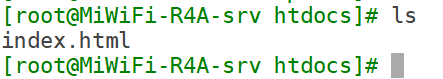 [root@MiWiFi-R4A-srv htdocs]# ls
index.html
[root@MiWiFi-R4A-srv htdocs]#